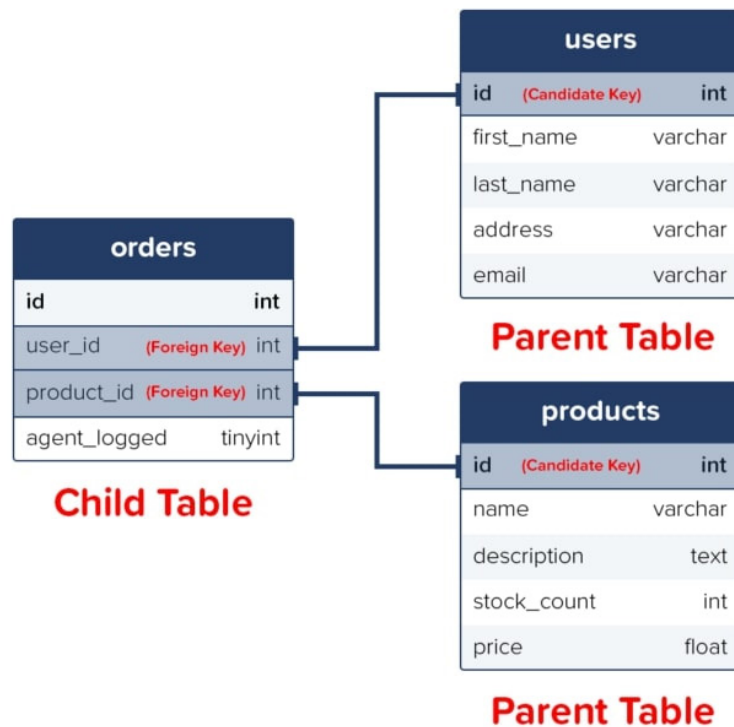 users
id (Candidate Key) int
first_name varchar
last_name varchar
address varchar
email varchar
Parent Table
orders
id int
user_id (Foreign Key) int
product_id (Foreign Key) int
agent_logged tinyint
Child Table
products
id (Candidate Key) int
name varchar
description text
stock_count int
price float
Parent Table